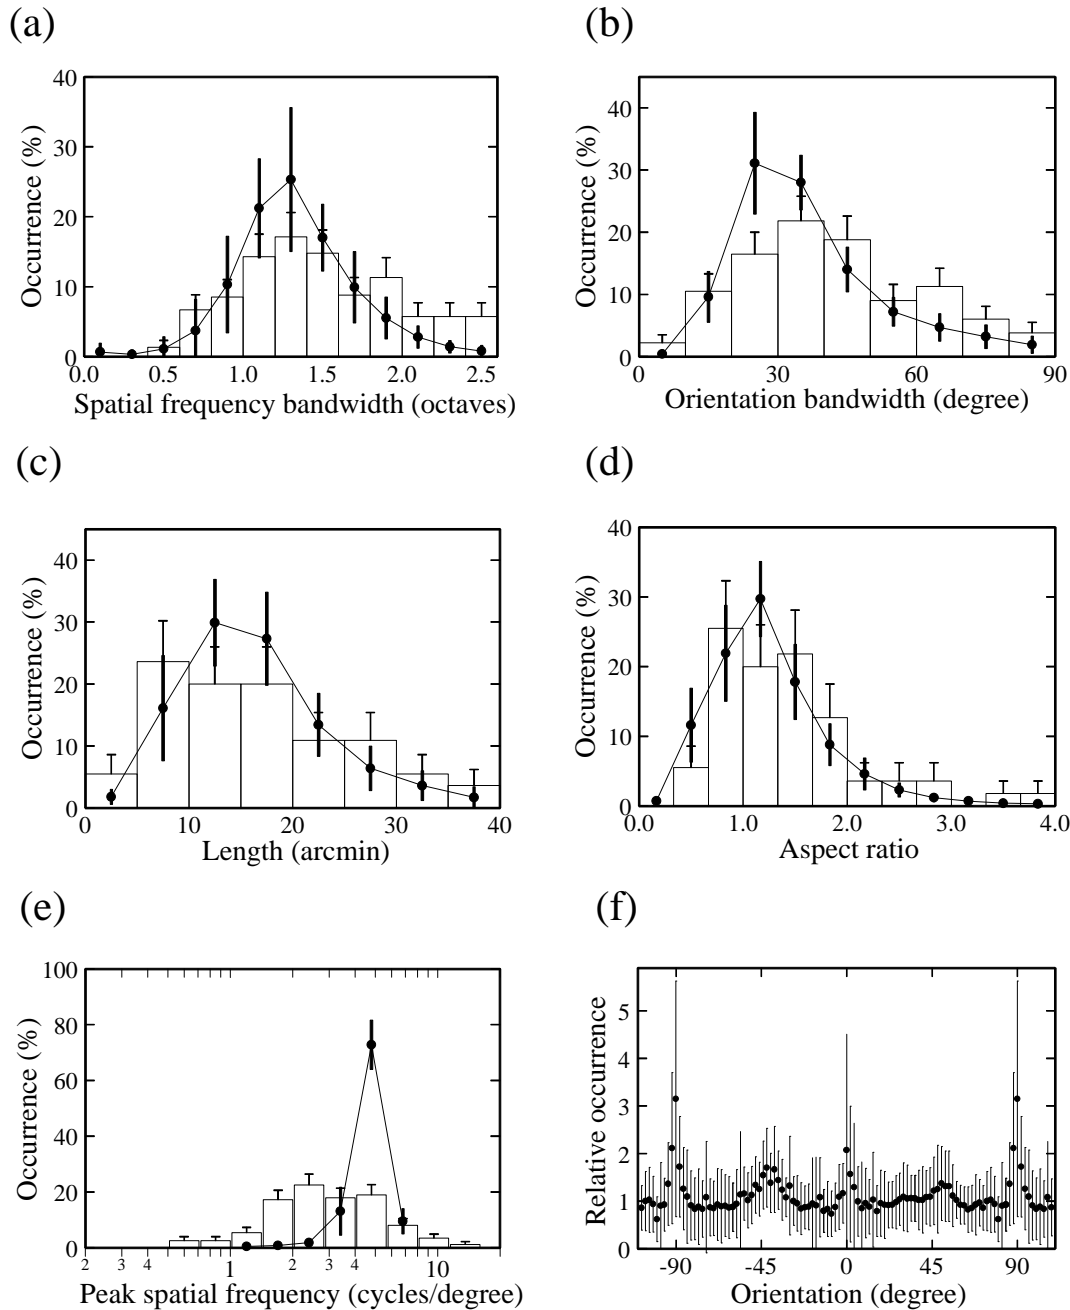 (a)
40
30
20
10
0
0.0 0.5 1.0 1.5 2.0 2.5
Occurrence (%)
Spatial frequency bandwidth (octaves)
(b)
40
30
20
10
0
0 30 60 90
Occurrence (%)
Orientation bandwidth (degree)
(c)
40
30
20
10
0
0 10 20 30 40
Occurrence (%)
Length (arcmin)
(d)
40
30
20
10
0
0.0 1.0 2.0 3.0 4.0
Occurrence (%)
Aspect ratio
(e)
100
80
60
40
20
0
2 3 4 1 2 3 4 10
Occurrence (%)
Peak spatial frequency (cycles/degree)
(f)
5
4
3
2
1
0
-90 -45 0 45 90
Relative occurrence
Orientation (degree)